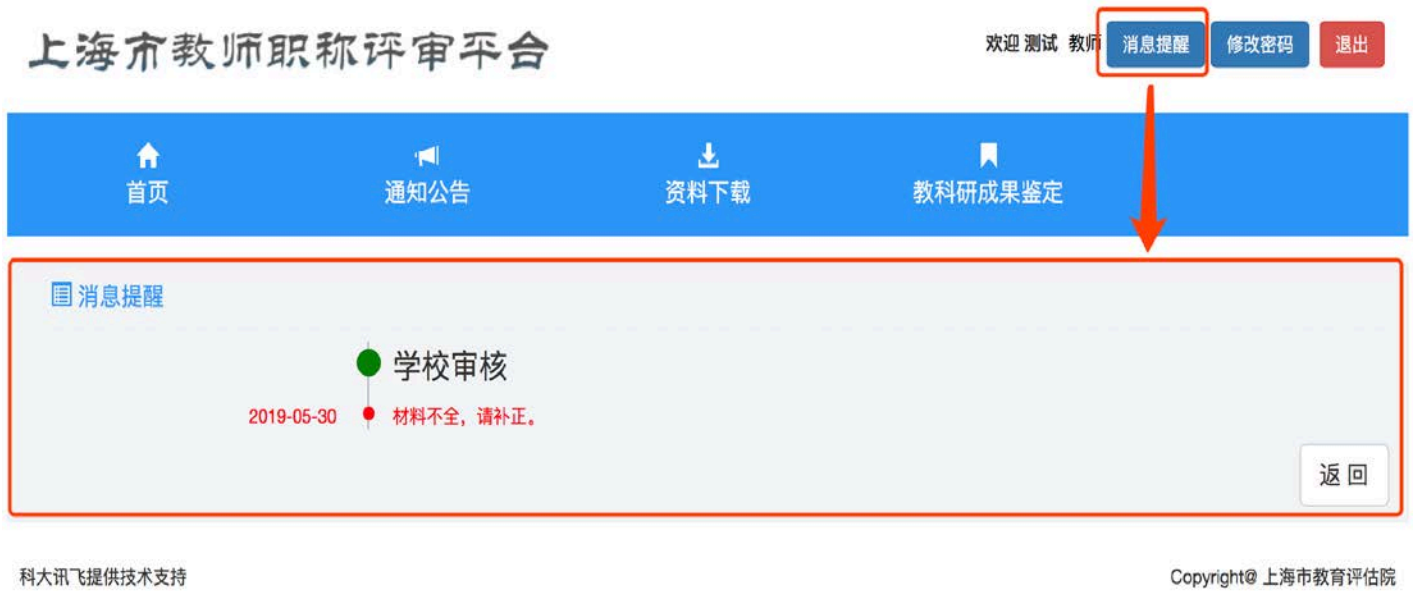 上海市教师职称评审平台
欢迎 测试 教师 消息提醒 修改密码 退出
首页 通知公告 资料下载 教科研成果鉴定
消息提醒
学校审核
2019-05-30 材料不全，请补正。
返 回
科大讯飞提供技术支持 Copyright@ 上海市教育评估院